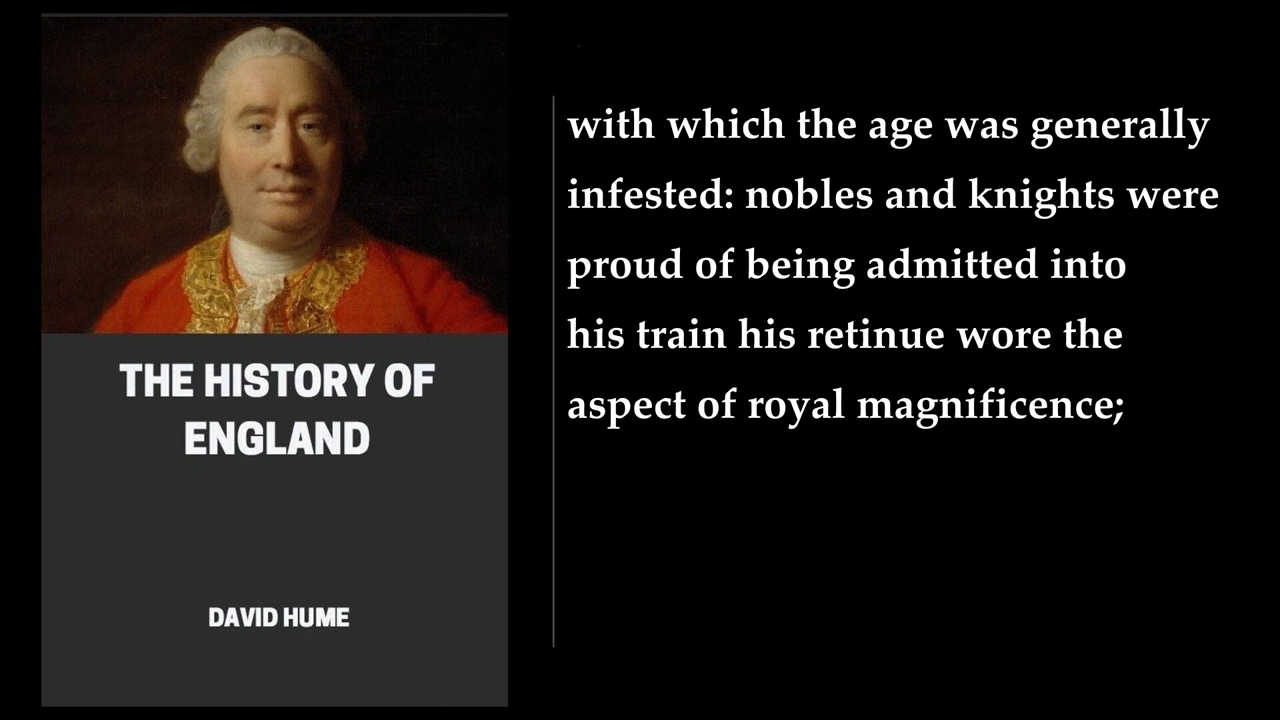 THE HISTORY OF
ENGLAND
DAVID HUME
with which the age was generally
infested: nobles and knights were
proud of being admitted into
his train his retinue wore the
aspect of royal magnificence;